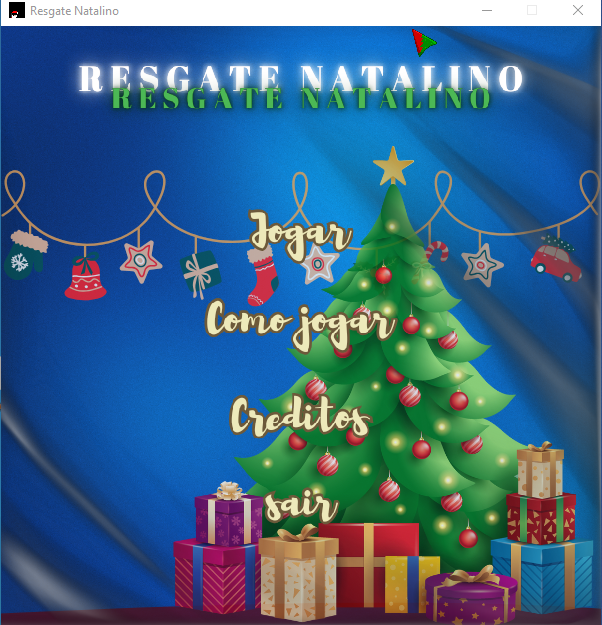 Resgate Natalino
RESGATE NATALINO
RESGATE NATALINO
Jogar
Como jogar
Creditos
sair